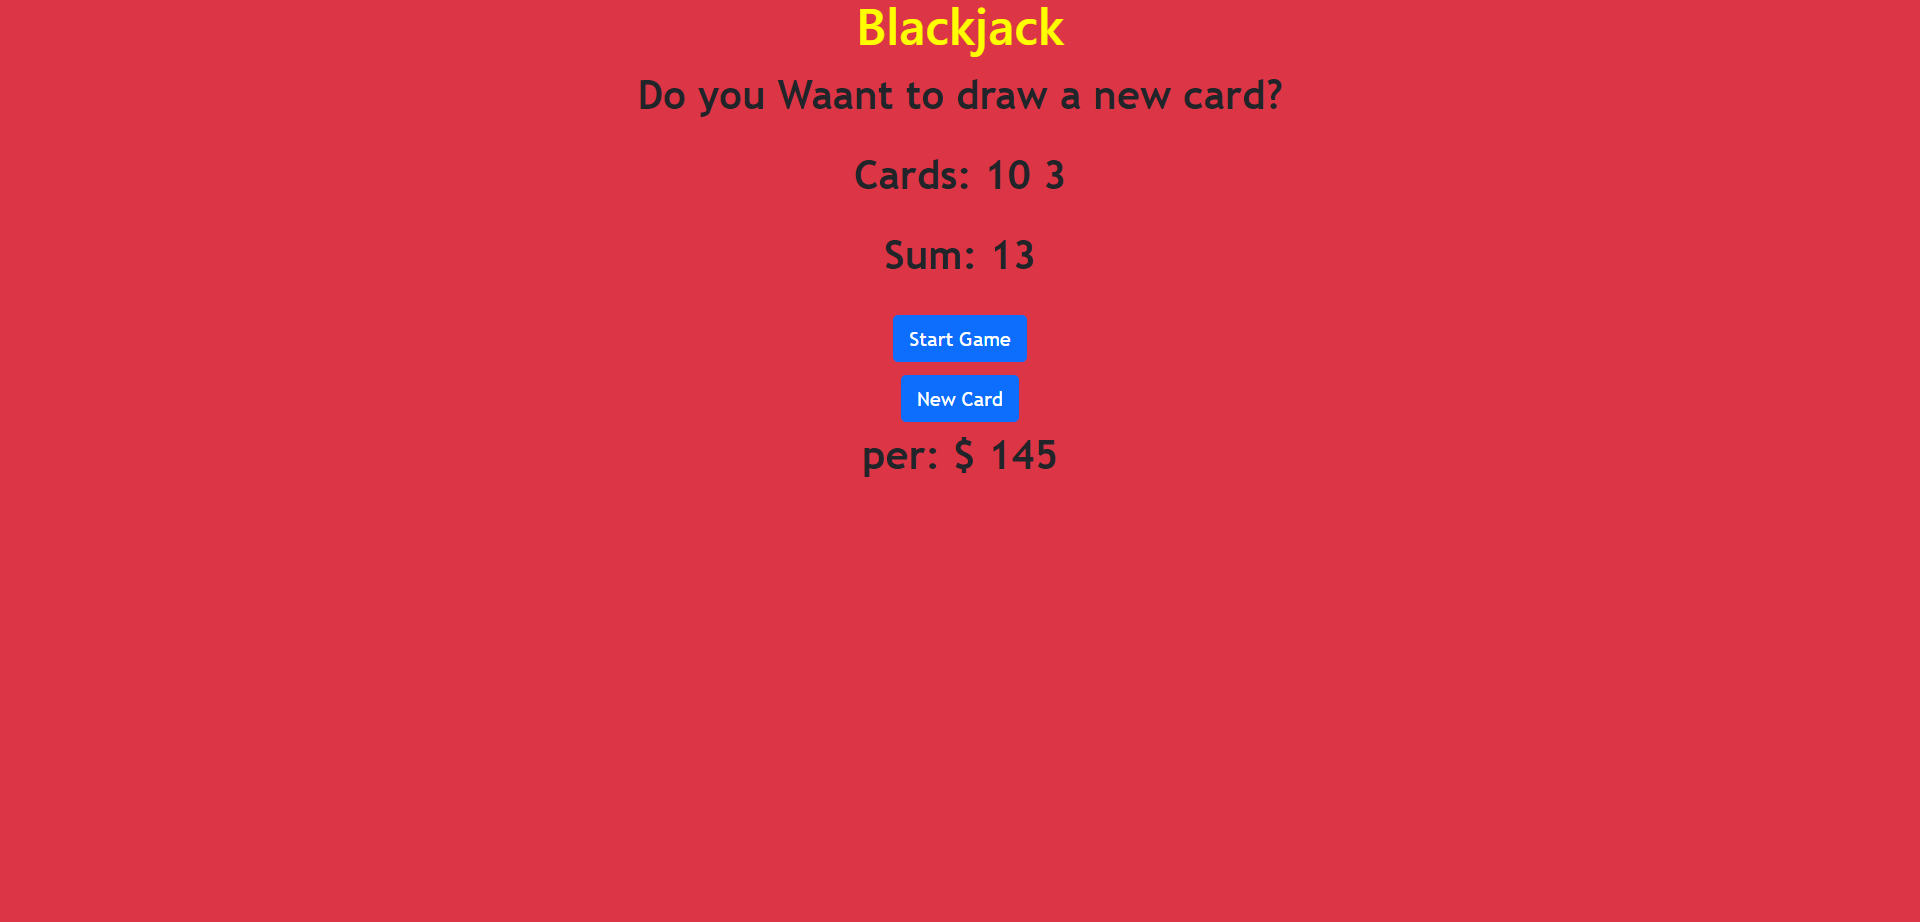 Blackjack
Do you Waant to draw a new card?
Cards: 10 3
Sum: 13
Start Game
New Card
per: $ 145